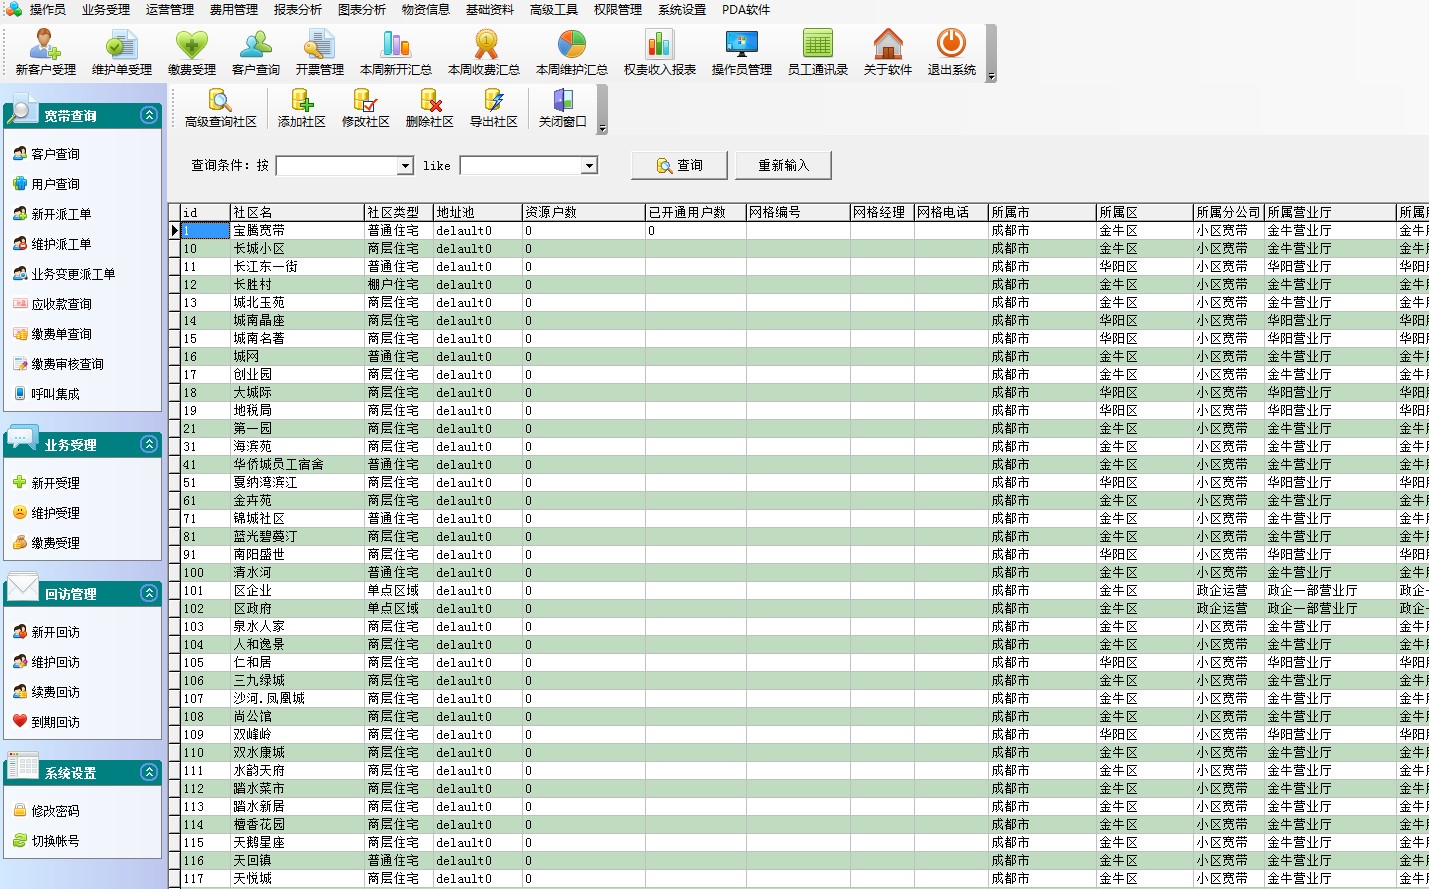 操作员 业务受理 运营管理 费用管理 报表分析 图表分析 物资信息 基础资料 高级工具 权限管理 系统设置 PDA软件
新客户受理 维护单受理 缴费受理 客户查询 开票管理 本周新开汇总 本周收费汇总 本周维护汇总 权责收入报表 操作员管理 员工通讯录 关于软件 退出系统
高级查询社区 添加社区 修改社区 删除社区 导出社区 关闭窗口
查询条件: 按 like 查询 重新输入
宽带查询
客户查询
用户查询
新开派工单
维护派工单
业务变更派工单
应收款查询
缴费单查询
缴费审核查询
呼叫集成
业务受理
新开受理
维护受理
缴费受理
回访管理
新开回访
维护回访
续费回访
到期回访
系统设置
修改密码
切换帐号
id 社区名 社区类型 地址池 资源户数 已开通用户数 网格编号 网格经理 网格电话 所属市 所属区 所属分公司 所属营业厅 所属
1 宝腾宽带 普通住宅 delault0 0 0 成都市 金牛区 小区宽带 金牛营业厅 金牛
10 长城小区 商层住宅 delault0 0 成都市 金牛区 小区宽带 金牛营业厅 金牛
11 长江东一街 普通住宅 delault0 0 成都市 华阳区 小区宽带 华阳营业厅 华阳
12 长胜村 棚户住宅 delault0 0 成都市 金牛区 小区宽带 金牛营业厅 金牛
13 城北玉苑 商层住宅 delault0 0 成都市 金牛区 小区宽带 金牛营业厅 金牛
14 城南晶座 商层住宅 delault0 0 成都市 华阳区 小区宽带 华阳营业厅 华阳
15 城南名著 商层住宅 delault0 0 成都市 华阳区 小区宽带 华阳营业厅 华阳
16 城网 普通住宅 delault0 0 成都市 金牛区 小区宽带 金牛营业厅 金牛
17 创业园 商层住宅 delault0 0 成都市 金牛区 小区宽带 金牛营业厅 金牛
18 大城际 商层住宅 delault0 0 成都市 华阳区 小区宽带 华阳营业厅 华阳
19 地税局 商层住宅 delault0 0 成都市 华阳区 小区宽带 华阳营业厅 华阳
21 第一园 商层住宅 delault0 0 成都市 金牛区 小区宽带 金牛营业厅 金牛
31 海滨苑 商层住宅 delault0 0 成都市 金牛区 小区宽带 金牛营业厅 金牛
41 华侨城员工宿舍 普通住宅 delault0 0 成都市 金牛区 小区宽带 金牛营业厅 金牛
51 戛纳湾滨江 商层住宅 delault0 0 成都市 华阳区 小区宽带 华阳营业厅 华阳
61 金卉苑 商层住宅 delault0 0 成都市 金牛区 小区宽带 金牛营业厅 金牛
71 锦城社区 普通住宅 delault0 0 成都市 金牛区 小区宽带 金牛营业厅 金牛
81 蓝光碧蔓汀 商层住宅 delault0 0 成都市 金牛区 小区宽带 金牛营业厅 金牛
91 南阳盛世 商层住宅 delault0 0 成都市 华阳区 小区宽带 华阳营业厅 华阳
100 清水河 普通住宅 delault0 0 成都市 金牛区 小区宽带 金牛营业厅 金牛
101 区企业 单点区域 delault0 0 成都市 金牛区 政企运营 政企一部营业厅 政企一
102 区政府 单点区域 delault0 0 成都市 金牛区 政企运营 政企一部营业厅 政企一
103 泉水人家 商层住宅 delault0 0 成都市 金牛区 小区宽带 金牛营业厅 金牛
104 人和逸景 商层住宅 delault0 0 成都市 金牛区 小区宽带 金牛营业厅 金牛
105 仁和居 商层住宅 delault0 0 成都市 华阳区 小区宽带 华阳营业厅 华阳
106 三九绿城 商层住宅 delault0 0 成都市 金牛区 小区宽带 金牛营业厅 金牛
107 沙河.凤凰城 商层住宅 delault0 0 成都市 金牛区 小区宽带 金牛营业厅 金牛
108 尚公馆 商层住宅 delault0 0 成都市 金牛区 小区宽带 金牛营业厅 金牛
109 双峰岭 商层住宅 delault0 0 成都市 华阳区 小区宽带 华阳营业厅 华阳
110 双水康城 商层住宅 delault0 0 成都市 金牛区 小区宽带 金牛营业厅 金牛
111 水韵天府 商层住宅 delault0 0 成都市 金牛区 小区宽带 金牛营业厅 金牛
112 踏水菜市 商层住宅 delault0 0 成都市 金牛区 小区宽带 金牛营业厅 金牛
113 踏水新居 商层住宅 delault0 0 成都市 金牛区 小区宽带 金牛营业厅 金牛
114 檀香花园 商层住宅 delault0 0 成都市 金牛区 小区宽带 金牛营业厅 金牛
115 天鹅星座 商层住宅 delault0 0 成都市 金牛区 小区宽带 金牛营业厅 金牛
116 天回镇 普通住宅 delault0 0 成都市 金牛区 小区宽带 金牛营业厅 金牛
117 天悦城 商层住宅 delault0 0 成都市 金牛区 小区宽带 金牛营业厅 金牛